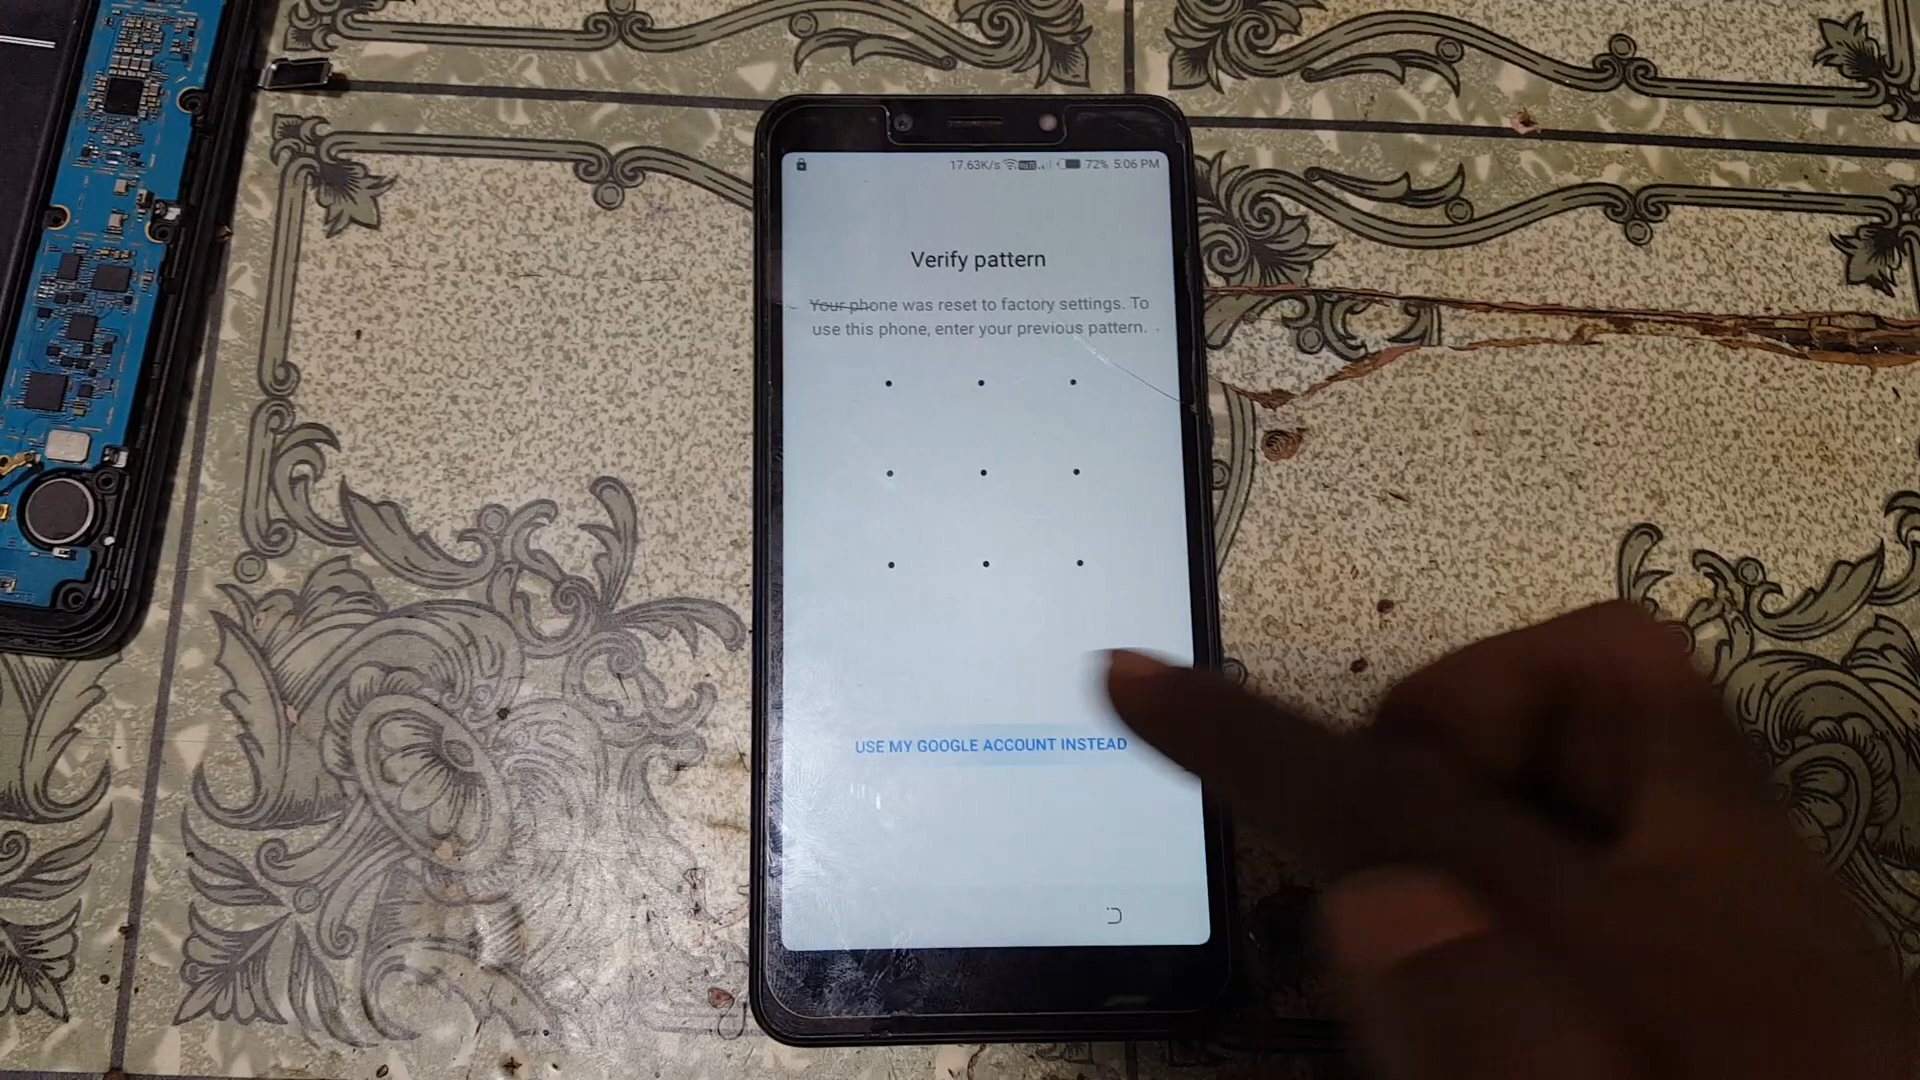 17.63K/s 72% 5:06 PM
Verify pattern
Your phone was reset to factory settings. To
use this phone, enter your previous pattern.
USE MY GOOGLE ACCOUNT INSTEAD